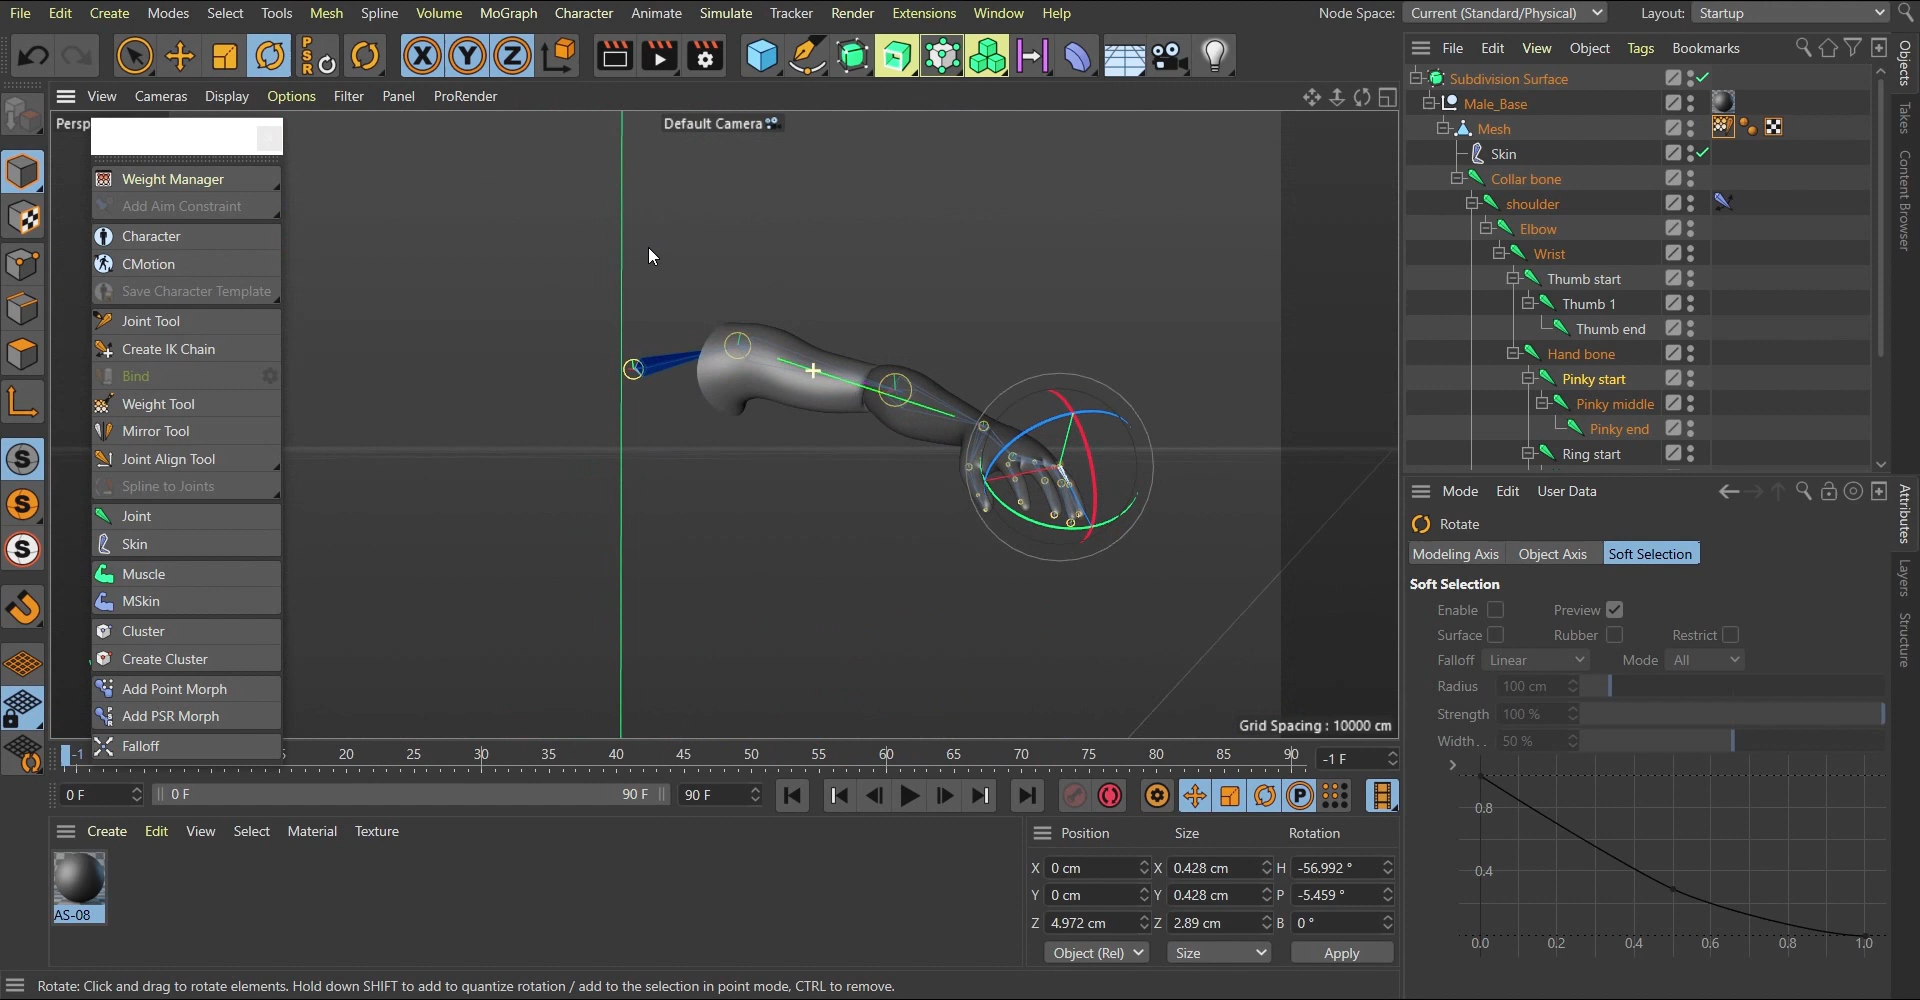 File Edit Create Modes Select Tools Mesh Spline Volume MoGraph Character Animate Simulate Tracker Render Extensions Window Help Node Space: Current (Standard/Physical) Layout: Startup
PSR X Y Z
File Edit View Object Tags Bookmarks
View Cameras Display Options Filter Panel ProRender
Persp
Default Camera
Weight Manager
Add Aim Constraint
Character
CMotion
Save Character Template
Joint Tool
Create IK Chain
Bind
Weight Tool
Mirror Tool
Joint Align Tool
Spline to Joints
Joint
Skin
Muscle
MSkin
Cluster
Create Cluster
Add Point Morph
Add PSR Morph
Falloff
S
S
S
Grid Spacing : 10000 cm
Subdivision Surface
Male_Base
Mesh
Skin
Collar bone
shoulder
Elbow
Wrist
Thumb start
Thumb 1
Thumb end
Hand bone
Pinky start
Pinky middle
Pinky end
Ring start
Objects
Takes
Content Browser
Mode Edit User Data
Rotate
Modeling Axis Object Axis Soft Selection
Soft Selection
Enable Preview
Surface Rubber Restrict
Falloff Linear Mode All
Radius 100 cm
Strength 100 %
Width . . 50 %
0.8
0.4
0.0 0.2 0.4 0.6 0.8 1.0
Attributes
Layers
Structure
-1 5 20 25 30 35 40 45 50 55 60 65 70 75 80 85 90 -1 F
0 F 0 F 90 F 90 F P
Create Edit View Select Material Texture
AS-08
Position Size Rotation
X 0 cm X 0.428 cm H -56.992 °
Y 0 cm Y 0.428 cm P -5.459 °
Z 4.972 cm Z 2.89 cm B 0 °
Object (Rel) Size Apply
Rotate: Click and drag to rotate elements. Hold down SHIFT to add to quantize rotation / add to the selection in point mode, CTRL to remove.